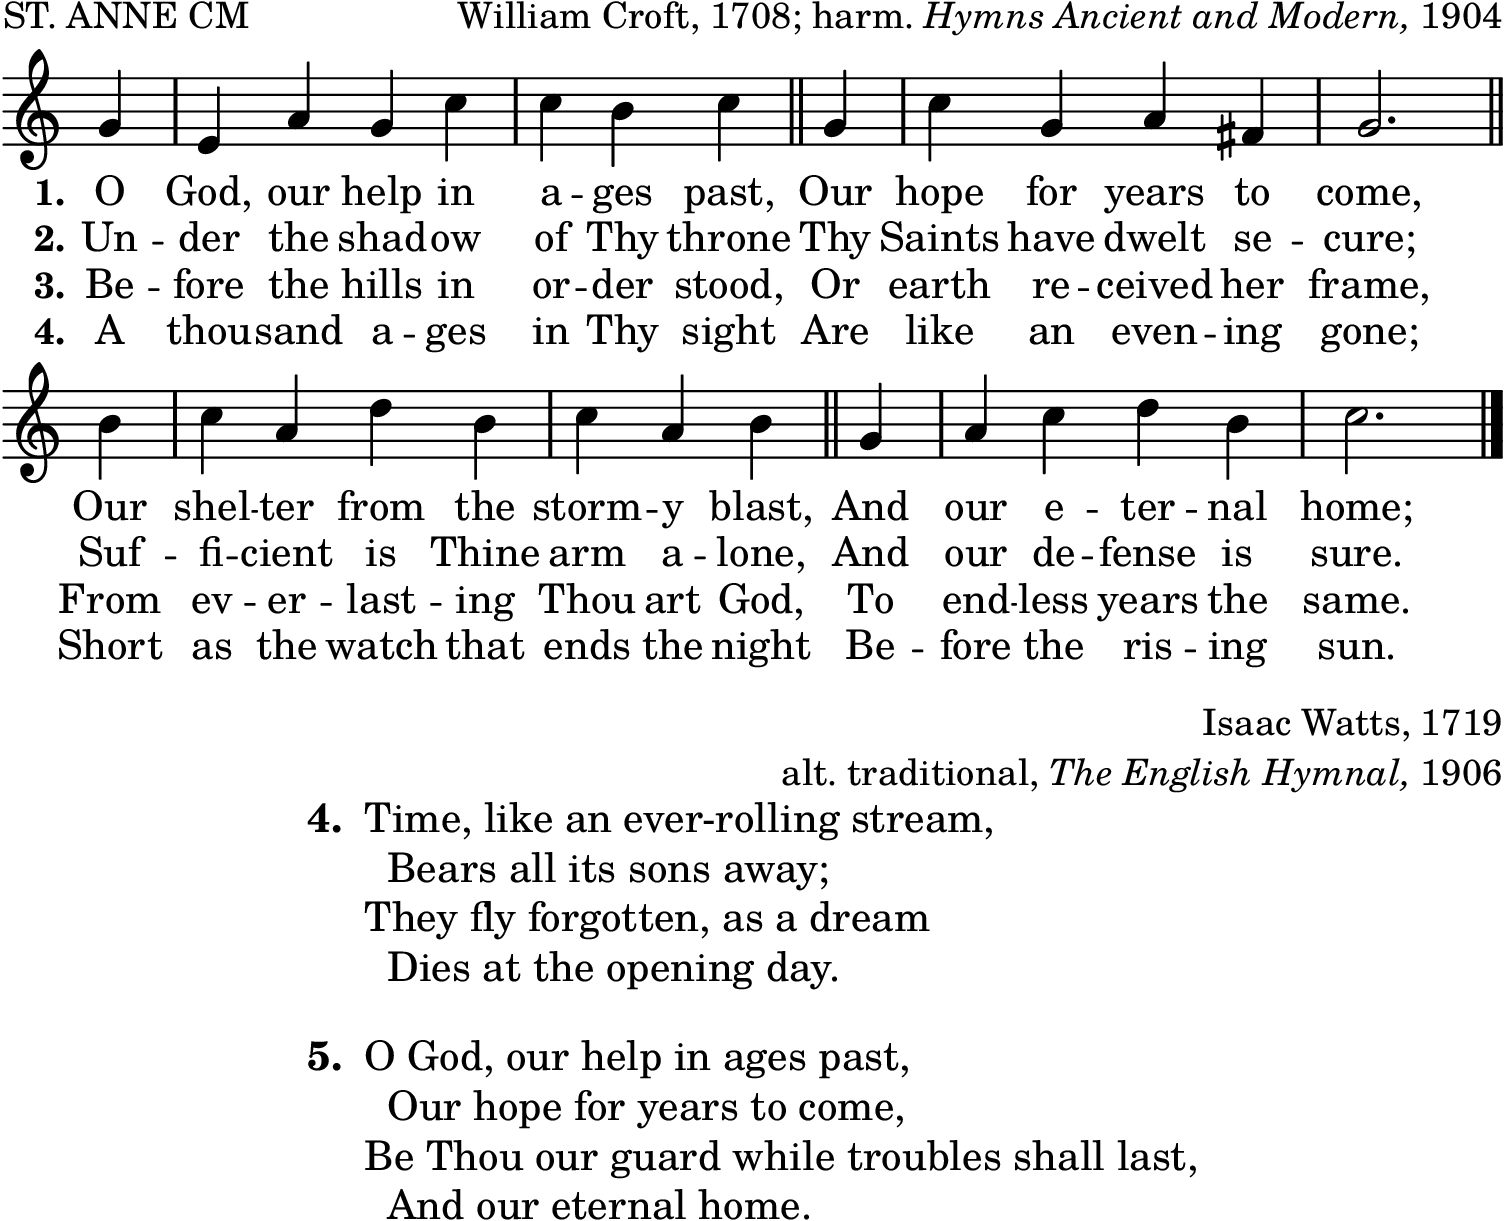 ST. ANNE CM William Croft, 1708; harm. Hymns Ancient and Modern, 1904
1. O God, our help in a -- ges past, Our hope for years to come,
2. Un -- der the shadow of Thy throne Thy Saints have dwelt se -- cure;
3. Be -- fore the hills in or -- der stood, Or earth re -- ceived her frame,
4. A thousand a -- ges in Thy sight Are like an even -- ing gone;
Our shel -- ter from the storm -- y blast, And our e -- ter -- nal home;
Suf -- fi -- cient is Thine arm a -- lone, And our de -- fense is sure.
From ev -- er -- last -- ing Thou art God, To end -- less years the same.
Short as the watch that ends the night Be -- fore the ris -- ing sun.
Isaac Watts, 1719
alt. traditional, The English Hymnal, 1906
4. Time, like an ever-rolling stream,
Bears all its sons away;
They fly forgotten, as a dream
Dies at the opening day.
5. O God, our help in ages past,
Our hope for years to come,
Be Thou our guard while troubles shall last,
And our eternal home.